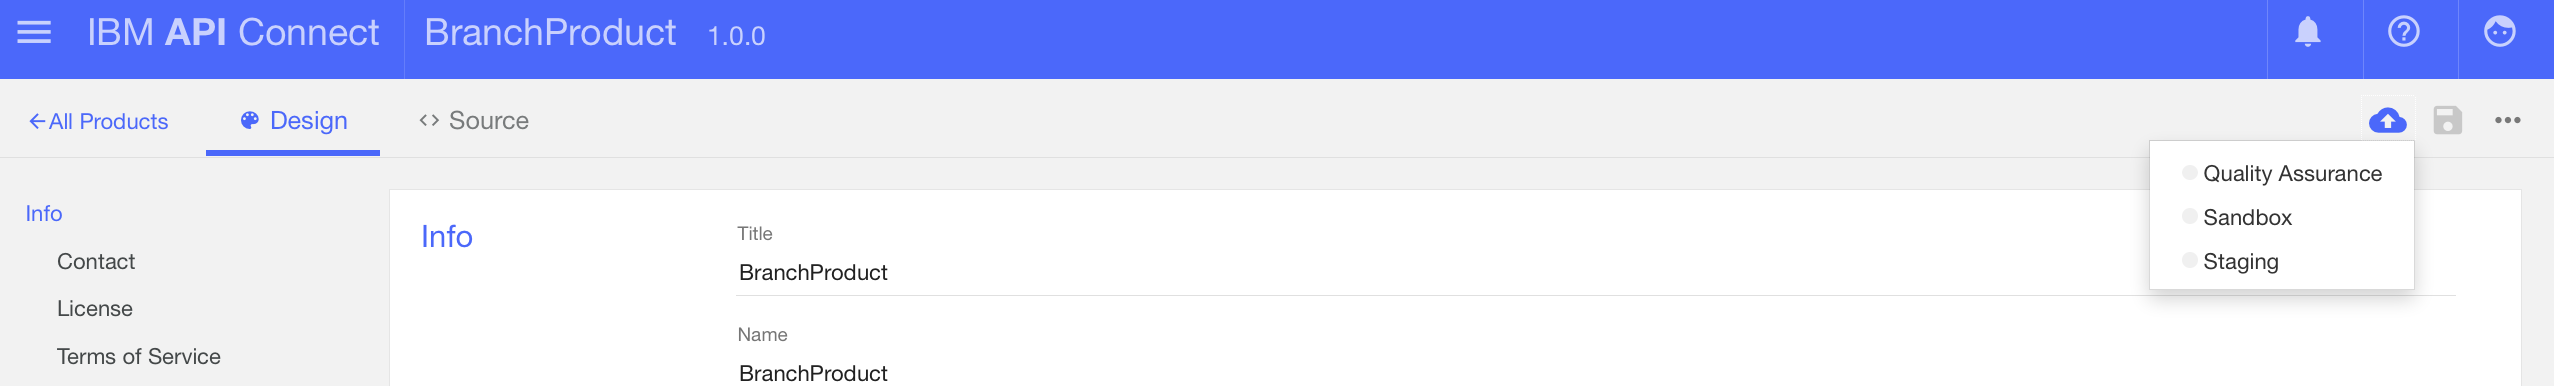 IBM API Connect BranchProduct 1.0.0
All Products Design Source
Quality Assurance
Sandbox
Staging
Info
Contact
License
Terms of Service
Info
Title
BranchProduct
Name
BranchProduct